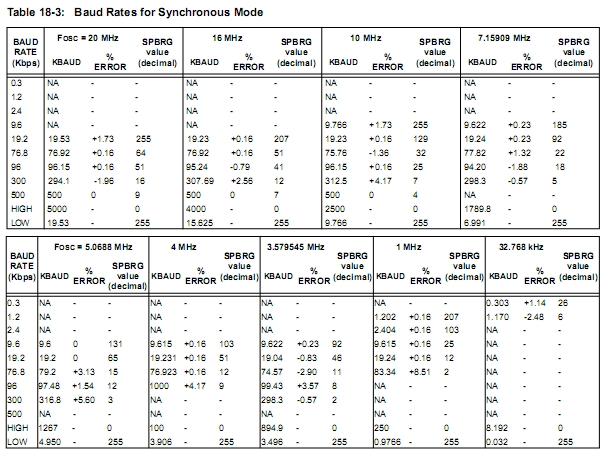 Table 18-3: Baud Rates for Synchronous Mode
BAUD RATE (Kbps) FOSC = 20 MHz KBAUD % ERROR SPBRG value (decimal) 16 MHz KBAUD % ERROR SPBRG value (decimal) 10 MHz KBAUD % ERROR SPBRG value (decimal) 7.15909 MHz KBAUD % ERROR SPBRG value (decimal)
0.3 NA - - NA - - NA - - NA - -
1.2 NA - - NA - - NA - - NA - -
2.4 NA - - NA - - NA - - NA - -
9.6 NA - - NA - - 9.766 +1.73 255 9.622 +0.23 185
19.2 19.53 +1.73 255 19.23 +0.16 207 19.23 +0.16 129 19.24 +0.23 92
76.8 76.92 +0.16 64 76.92 +0.16 51 75.76 -1.36 32 77.82 +1.32 22
96 96.15 +0.16 51 95.24 -0.79 41 96.15 +0.16 25 94.20 -1.88 18
300 294.1 -1.96 16 307.69 +2.56 12 312.5 +4.17 7 298.3 -0.57 5
500 500 0 9 500 0 7 500 0 4 NA - -
HIGH 5000 - 0 4000 - 0 2500 - 0 1789.8 - 0
LOW 19.53 - 255 15.625 - 255 9.766 - 255 6.991 - 255
BAUD RATE (Kbps) FOSC = 5.0688 MHz KBAUD % ERROR SPBRG value (decimal) 4 MHz KBAUD % ERROR SPBRG value (decimal) 3.579545 MHz KBAUD % ERROR SPBRG value (decimal) 1 MHz KBAUD % ERROR SPBRG value (decimal) 32.768 kHz KBAUD % ERROR SPBRG value (decimal)
0.3 NA - - NA - - NA - - NA - - 0.303 +1.14 26
1.2 NA - - NA - - NA - - 1.202 +0.16 207 1.170 -2.48 6
2.4 NA - - NA - - NA - - 2.404 +0.16 103 NA - -
9.6 9.6 0 131 9.615 +0.16 103 9.622 +0.23 92 9.615 +0.16 25 NA - -
19.2 19.2 0 65 19.231 +0.16 51 19.04 -0.83 46 19.24 +0.16 12 NA - -
76.8 79.2 +3.13 15 76.923 +0.16 12 74.57 -2.90 11 83.34 +8.51 2 NA - -
96 97.48 +1.54 12 1000 +4.17 9 99.43 +3.57 8 NA - - NA - -
300 316.8 +5.60 3 NA - - 298.3 -0.57 2 NA - - NA - -
500 NA - - NA - - NA - - NA - - NA - -
HIGH 1267 - 0 100 - 0 894.9 - 0 250 - 0 8.192 - 0
LOW 4.950 - 255 3.906 - 255 3.496 - 255 0.9766 - 255 0.032 - 255